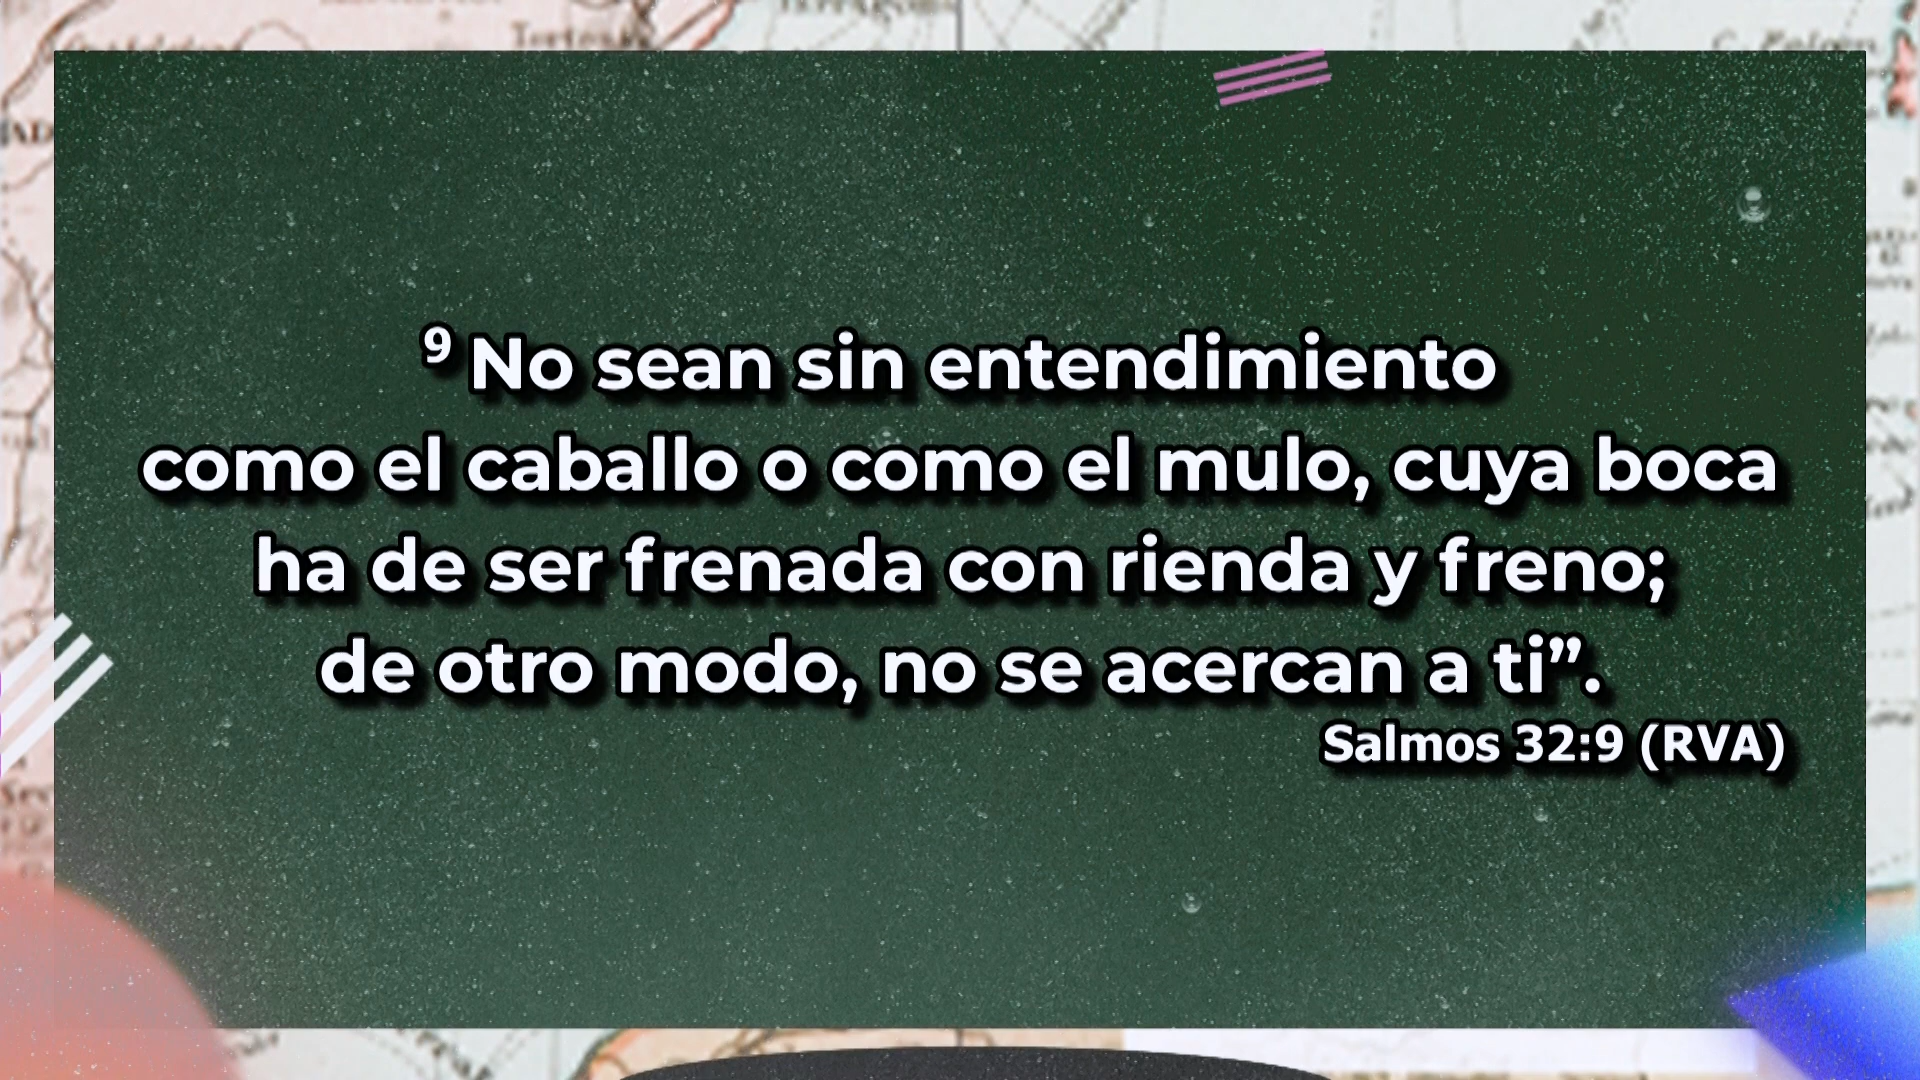 ⁹ No sean sin entendimiento
como el caballo o como el mulo, cuya boca
ha de ser frenada con rienda y freno;
de otro modo, no se acercan a ti”.
Salmos 32:9 (RVA)